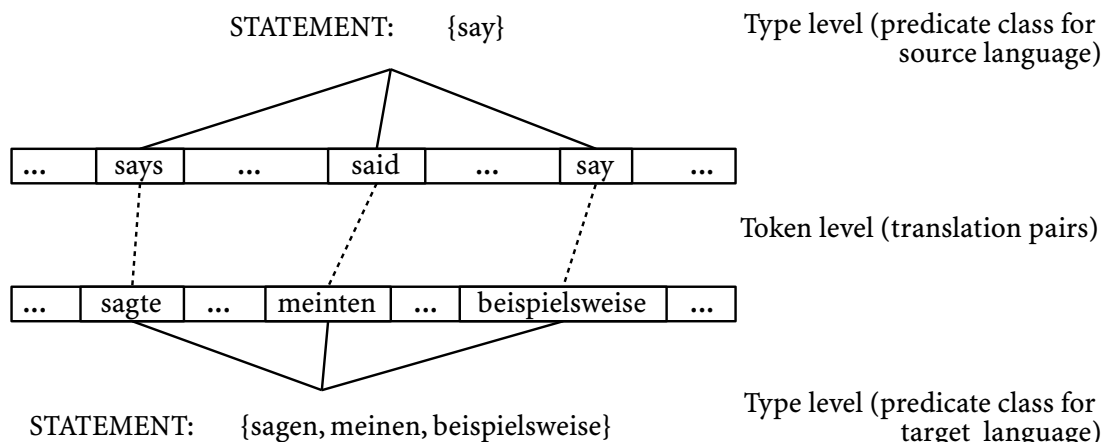 STATEMENT: {say} Type level (predicate class for
source language)
... says ... said ... say ...
Token level (translation pairs)
... sagte ... meinten ... beispielsweise ...
STATEMENT: {sagen, meinen, beispielsweise} Type level (predicate class for
target language)